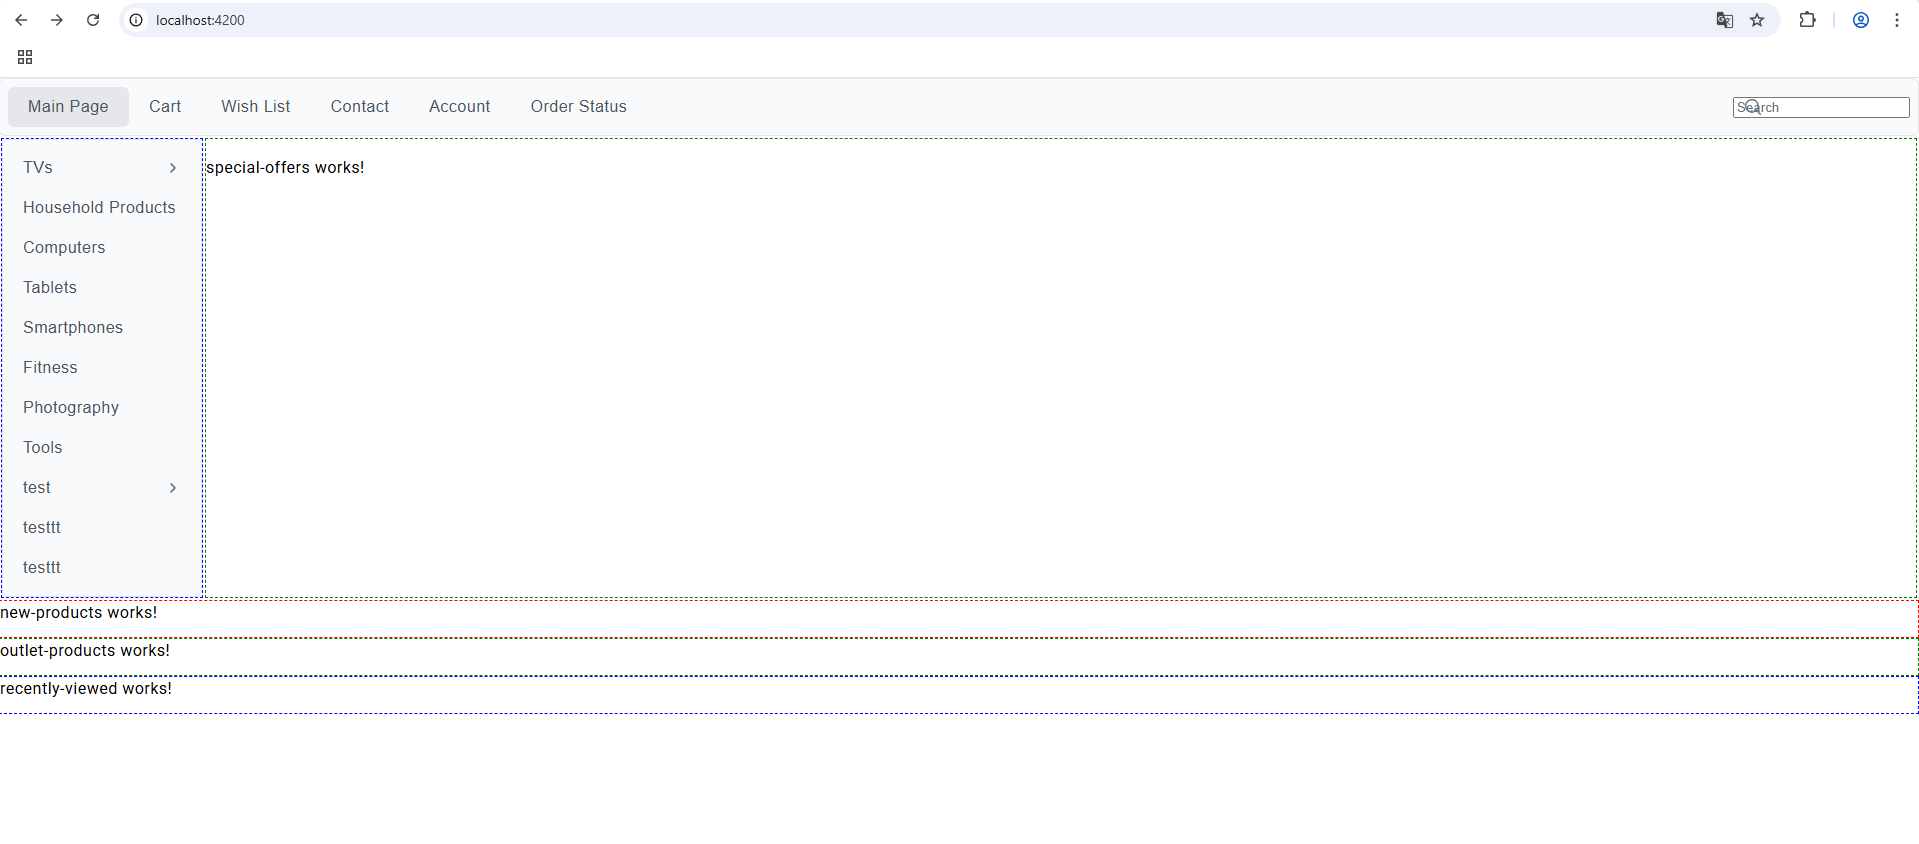 localhost:4200
Main Page Cart Wish List Contact Account Order Status Search
TVs
special-offers works!
Household Products
Computers
Tablets
Smartphones
Fitness
Photography
Tools
test
testtt
testtt
new-products works!
outlet-products works!
recently-viewed works!